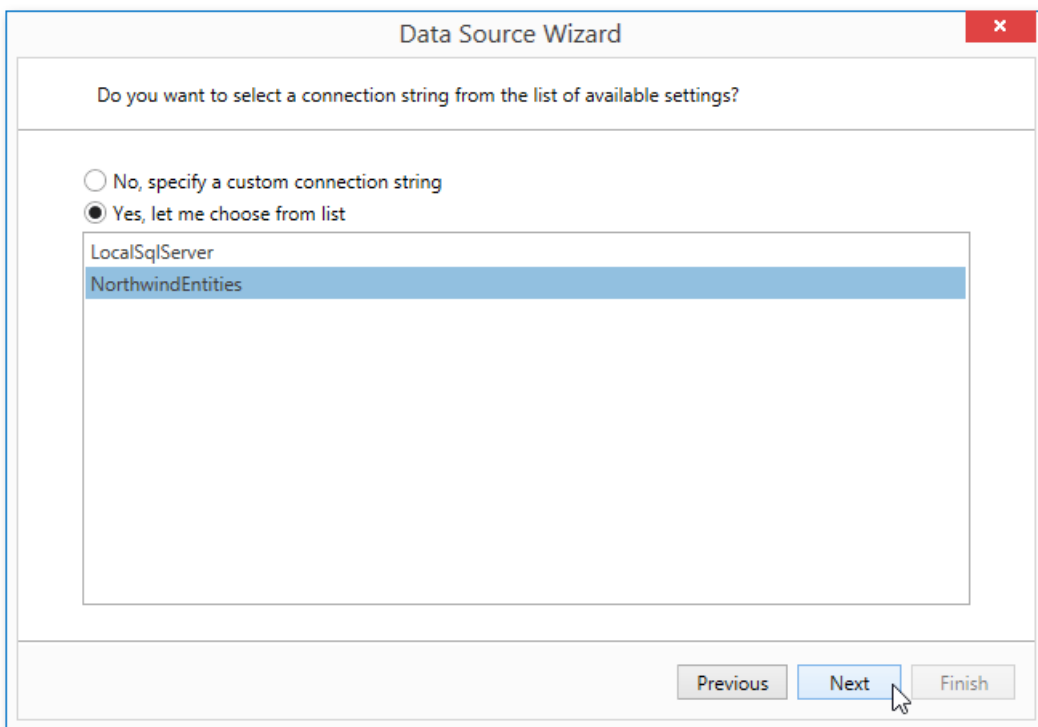 Data Source Wizard
Do you want to select a connection string from the list of available settings?
No, specify a custom connection string
Yes, let me choose from list
LocalSqlServer
NorthwindEntities
Previous
Next
Finish